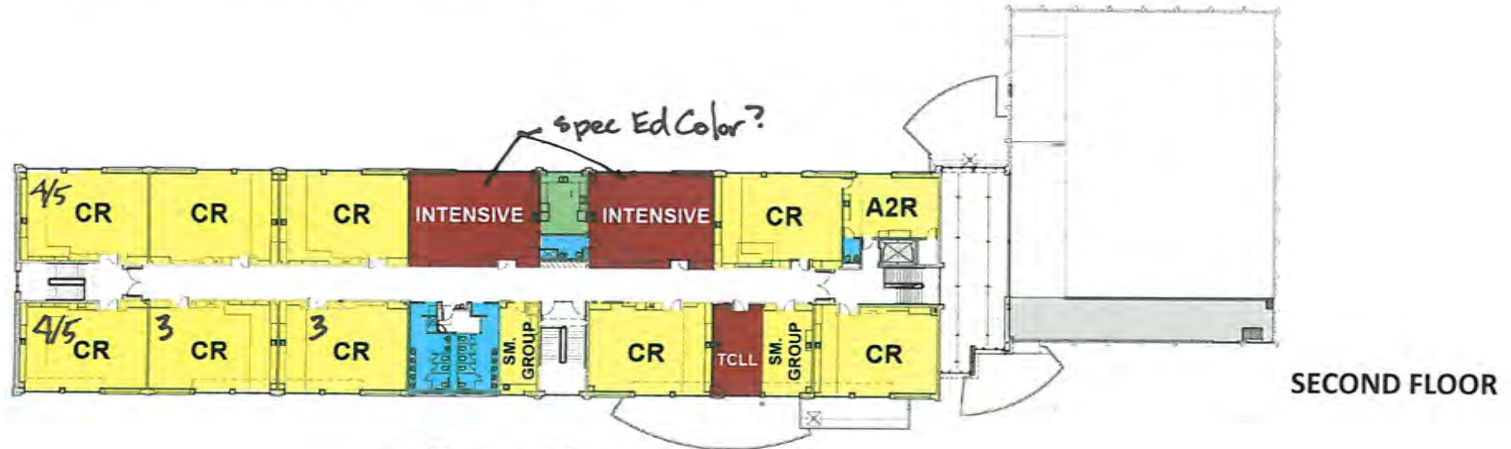 spec Ed Color?
4/5
CR
CR
CR
INTENSIVE
INTENSIVE
CR
A2R
4/5
CR
3
CR
3
CR
SM.
GROUP
CR
TCLL
SM.
GROUP
CR
SECOND FLOOR